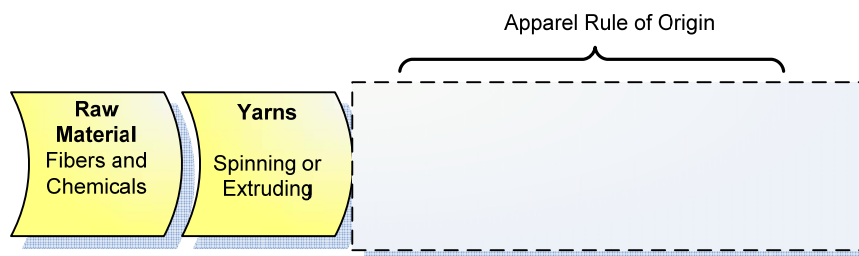 Apparel Rule of Origin
Raw
Material
Fibers and
Chemicals
Yarns
Spinning or
Extruding